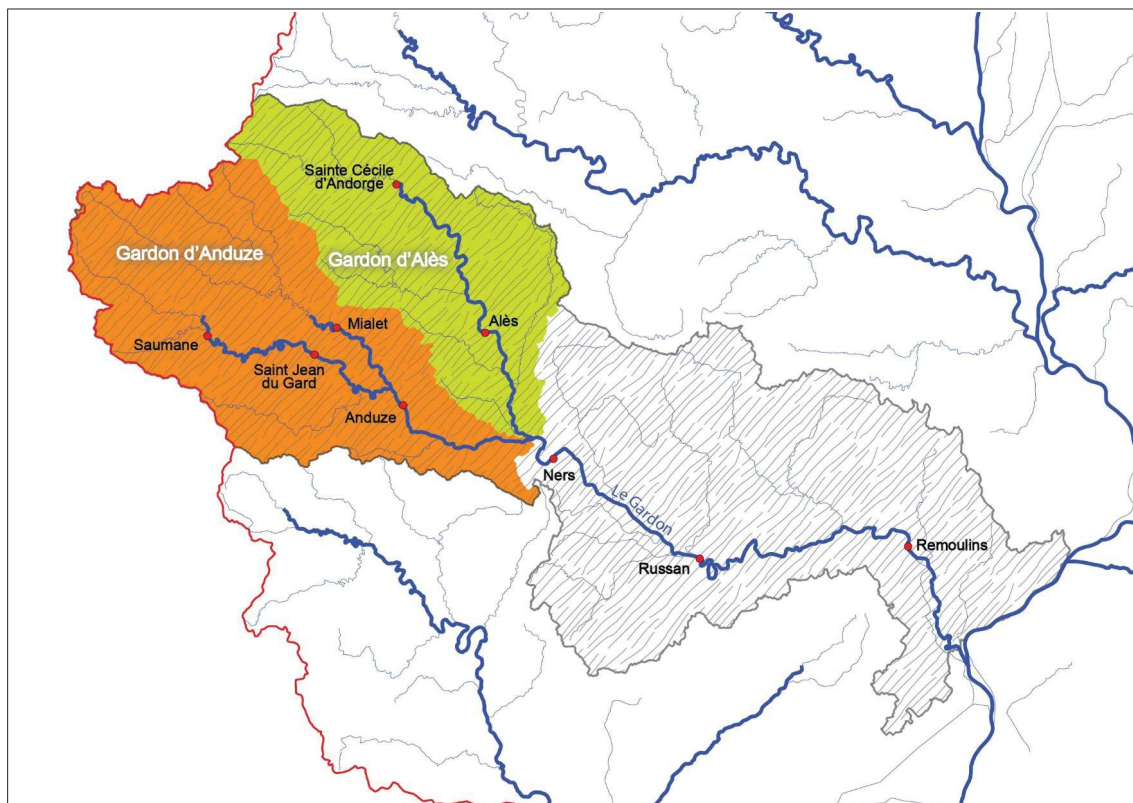 Sainte Cécile
d'Andorge
Gardon d'Anduze
Gardon d'Alès
Mialet
Alès
Saumane
Saint Jean
du Gard
Anduze
Ners
Le Gardon
Remoulins
Russan